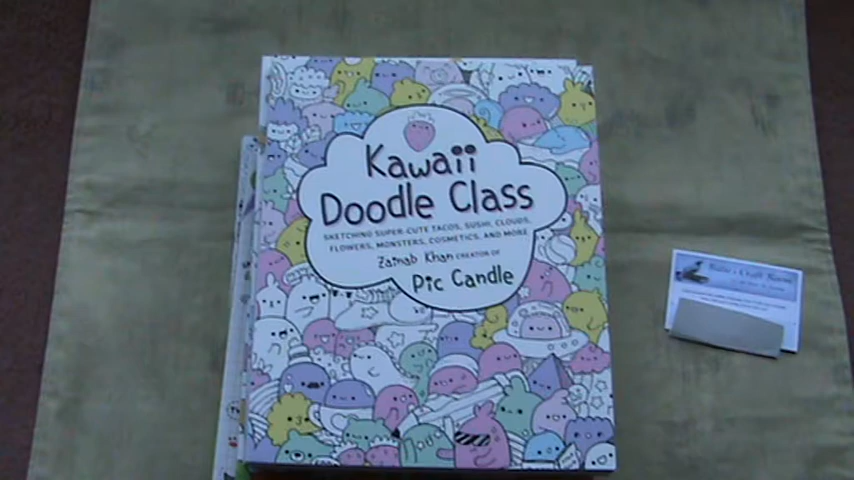 Kawaii
Doodle Class
SKETCHING SUPER-CUTE TACOS, SUSHI, CLOUDS,
FLOWERS, MONSTERS, COSMETICS, AND MORE
Zainab Khan CREATOR OF
Pic Candle